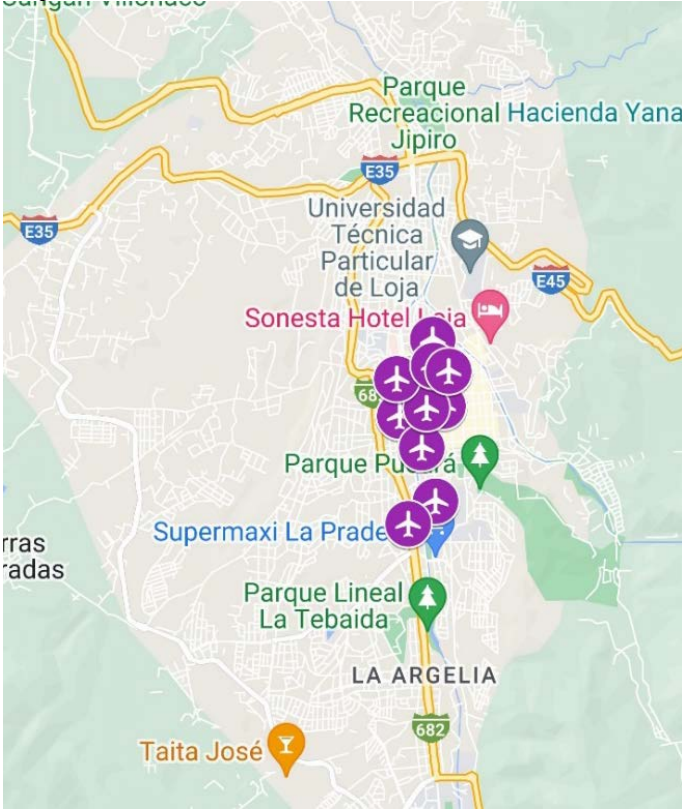 Parque
Recreacional
Jipiro
Hacienda Yana
E35
E35
Universidad
Técnica
Particular
de Loja
E45
Sonesta Hotel Loja
68
Parque Pucará
Supermaxi La Prade
rras
radas
Parque Lineal
La Tebaida
LA ARGELIA
682
Taita José